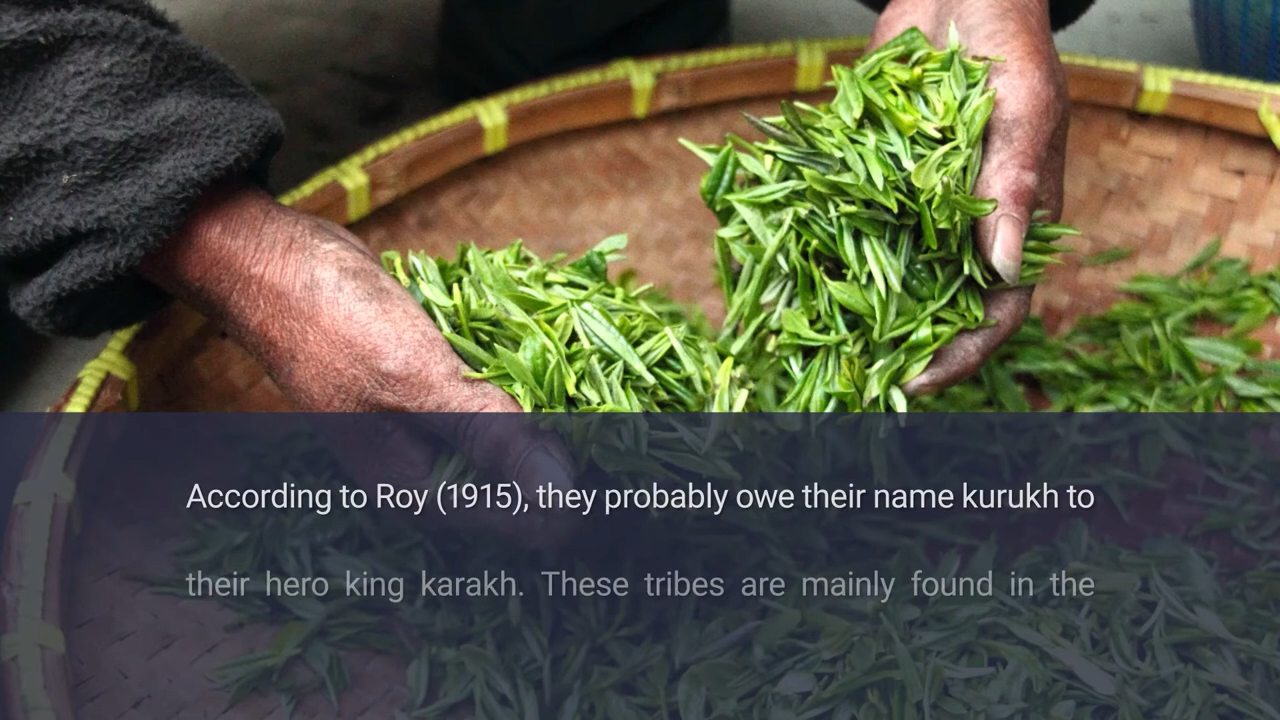 According to Roy (1915), they probably owe their name kurukh to
their hero king karakh. These tribes are mainly found in the